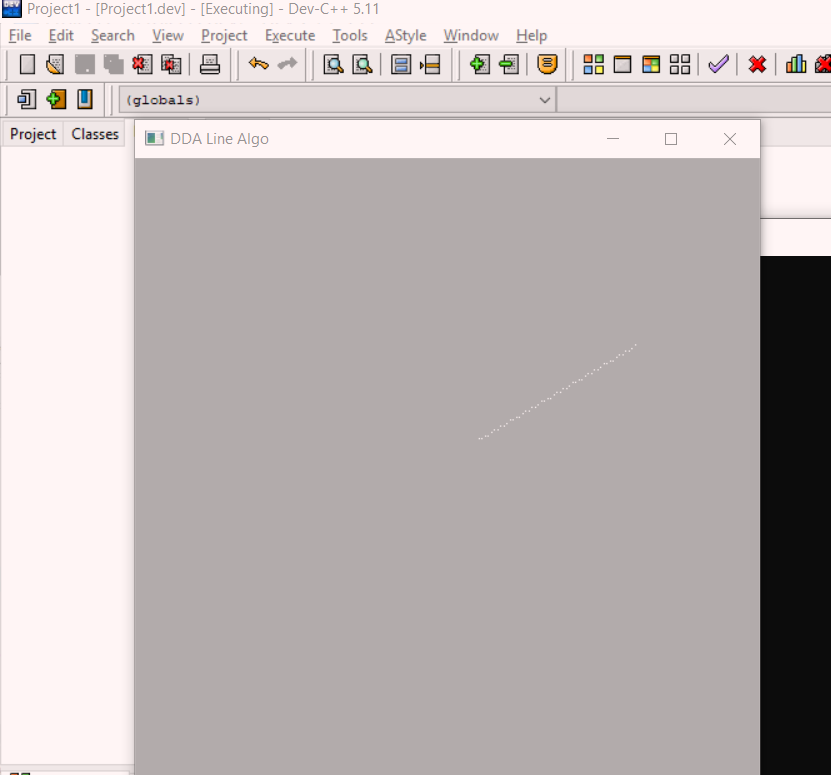 Project1 - [Project1.dev] - [Executing] - Dev-C++ 5.11
File Edit Search View Project Execute Tools AStyle Window Help
(globals)
Project Classes
DDA Line Algo